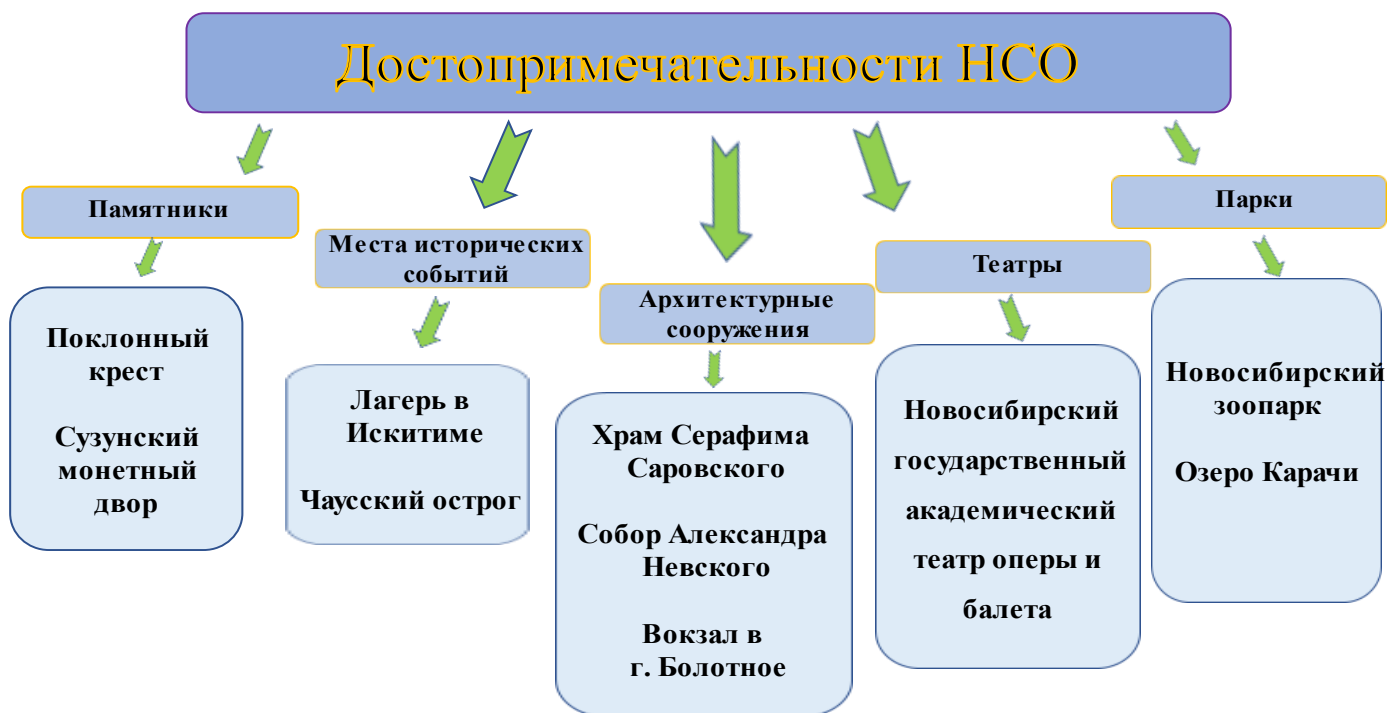 Достопримечательности НСО
Памятники
Поклонный
крест
Сузунский
монетный
двор
Места исторических
событий
Лагерь в
Искитиме
Чаусский острог
Архитектурные
сооружения
Храм Серафима
Саровского
Собор Александра
Невского
Вокзал в
г. Болотное
Театры
Новосибирский
государственный
академический
театр оперы и
балета
Парки
Новосибирский
зоопарк
Озеро Карачи